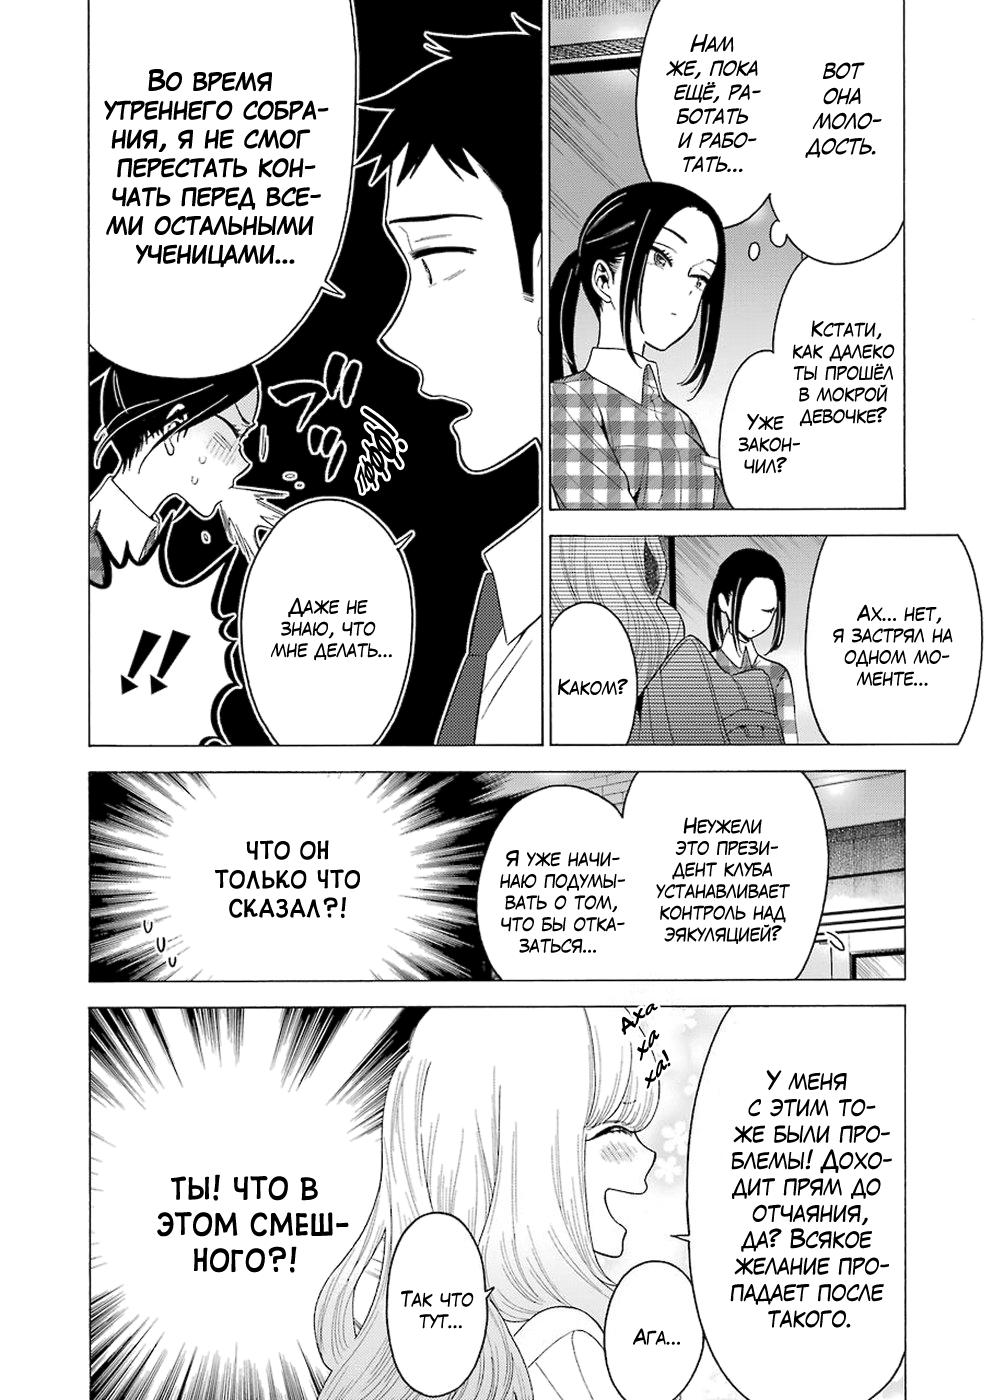 ВОТ
ОНА
МОЛО-
ДОСТЬ.
НАМ
ЖЕ, ПОКА
ЕЩЁ, РА-
БОТАТЬ
И РАБО-
ТАТЬ...
КСТАТИ,
КАК ДАЛЕКО
ТЫ ПРОШЁЛ
В МОКРОЙ
ДЕВОЧКЕ?
УЖЕ
ЗАКОН-
ЧИЛ?
АХ... НЕТ,
Я ЗАСТРЯЛ НА
ОДНОМ МО-
МЕНТЕ...
КАКОМ?
ВО ВРЕМЯ
УТРЕННЕГО СОБРА-
НИЯ, Я НЕ СМОГ
ПЕРЕСТАТЬ КОН-
ЧАТЬ ПЕРЕД ВСЕ-
МИ ОСТАЛЬНЫМИ
УЧЕНИЦАМИ...
ДАЖЕ НЕ
ЗНАЮ, ЧТО
МНЕ ДЕЛАТЬ...
!!
НЕУЖЕЛИ
ЭТО ПРЕЗИ-
ДЕНТ КЛУБА
УСТАНАВЛИВАЕТ
КОНТРОЛЬ НАД
ЭЯКУЛЯЦИЕЙ?
Я УЖЕ НАЧИ-
НАЮ ПОДУМЫ-
ВАТЬ О ТОМ,
ЧТО БЫ ОТКА-
ЗАТЬСЯ...
ЧТО ОН
ТОЛЬКО ЧТО
СКАЗАЛ?!
У МЕНЯ
С ЭТИМ ТО-
ЖЕ БЫЛИ ПРО-
БЛЕМЫ! ДОХО-
ДИТ ПРЯМ ДО
ОТЧАЯНИЯ,
ДА? ВСЯКОЕ
ЖЕЛАНИЕ ПРО-
ПАДАЕТ ПОСЛЕ
ТАКОГО.
АХА
ХА
ХА!
АГА...
ТАК ЧТО
ТУТ...
ТЫ! ЧТО В
ЭТОМ СМЕШ-
НОГО?!